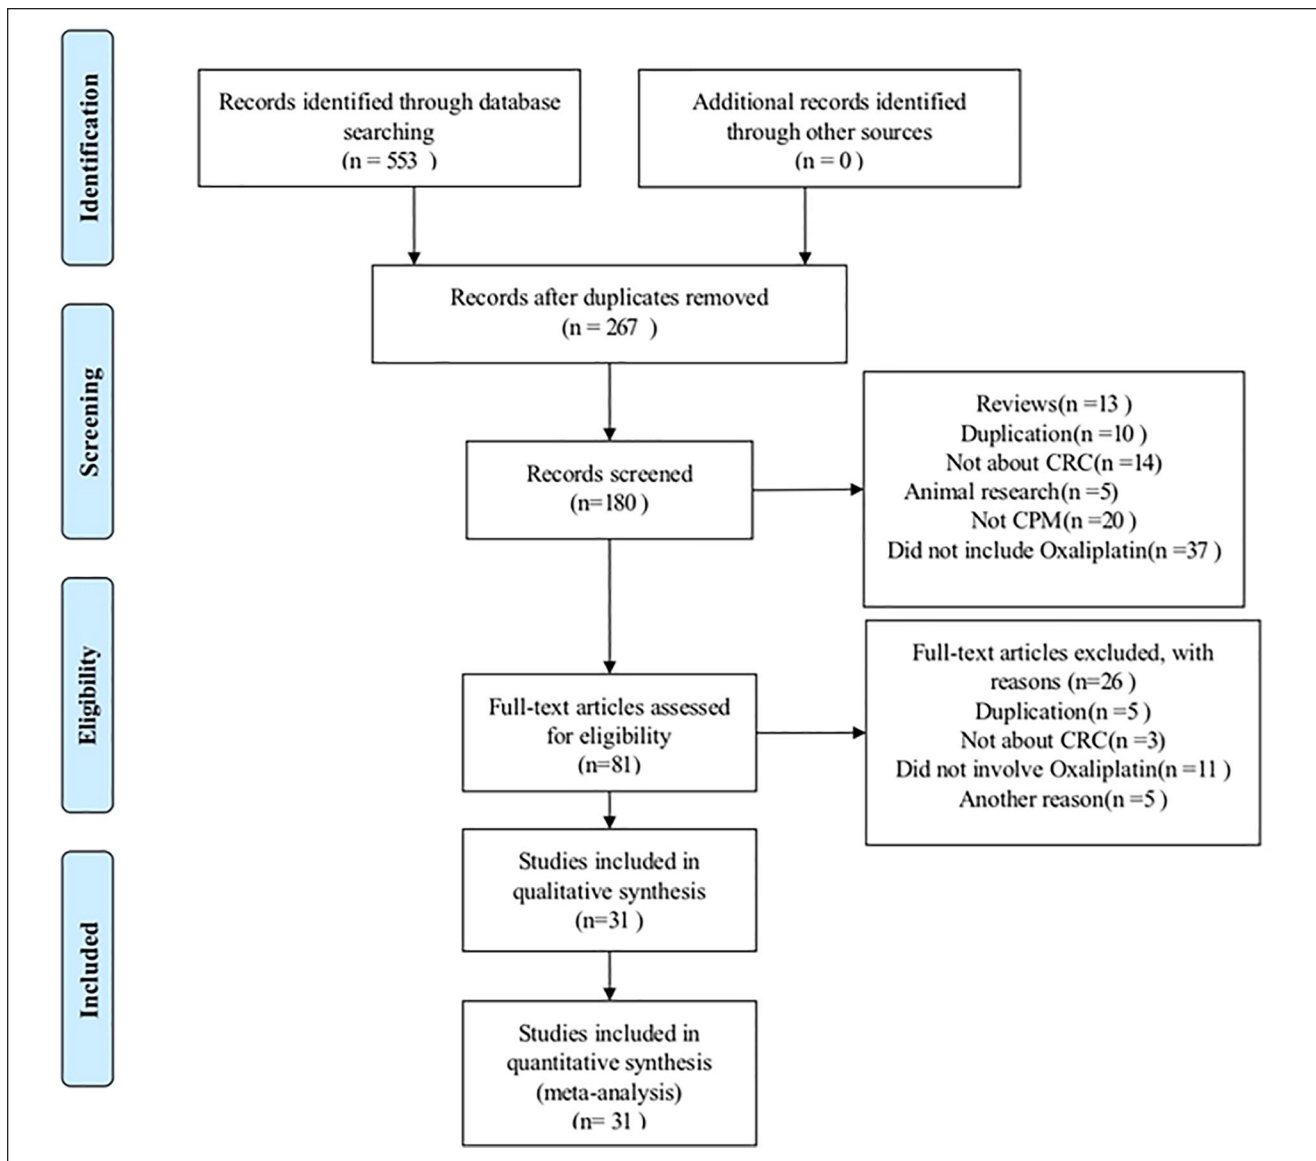 Identification
Records identified through database
searching
(n = 553 )
Additional records identified
through other sources
(n = 0 )
Records after duplicates removed
(n = 267 )
Screening
Records screened
(n=180 )
Reviews(n =13 )
Duplication(n =10 )
Not about CRC(n =14)
Animal research(n =5)
Not CPM(n =20 )
Did not include Oxaliplatin(n =37 )
Eligibility
Full-text articles assessed
for eligibility
(n=81)
Full-text articles excluded, with
reasons (n=26 )
Duplication(n =5 )
Not about CRC(n =3)
Did not involve Oxaliplatin(n =11 )
Another reason(n =5 )
Included
Studies included in
qualitative synthesis
(n=31 )
Studies included in
quantitative synthesis
(meta-analysis)
(n= 31 )